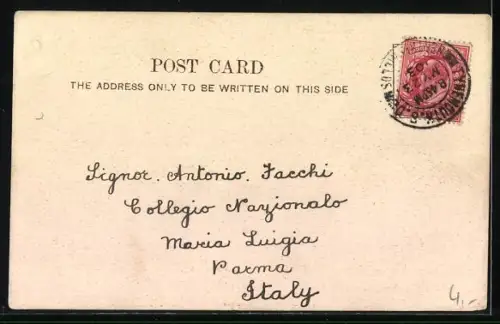 POST CARD
THE ADDRESS ONLY TO BE WRITTEN ON THIS SIDE
Signor. Antonio. Facchi
Collegio Nazionalo
Maria Luigia
Parma
Italy
4,-